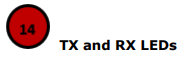 14
TX and RX LEDs